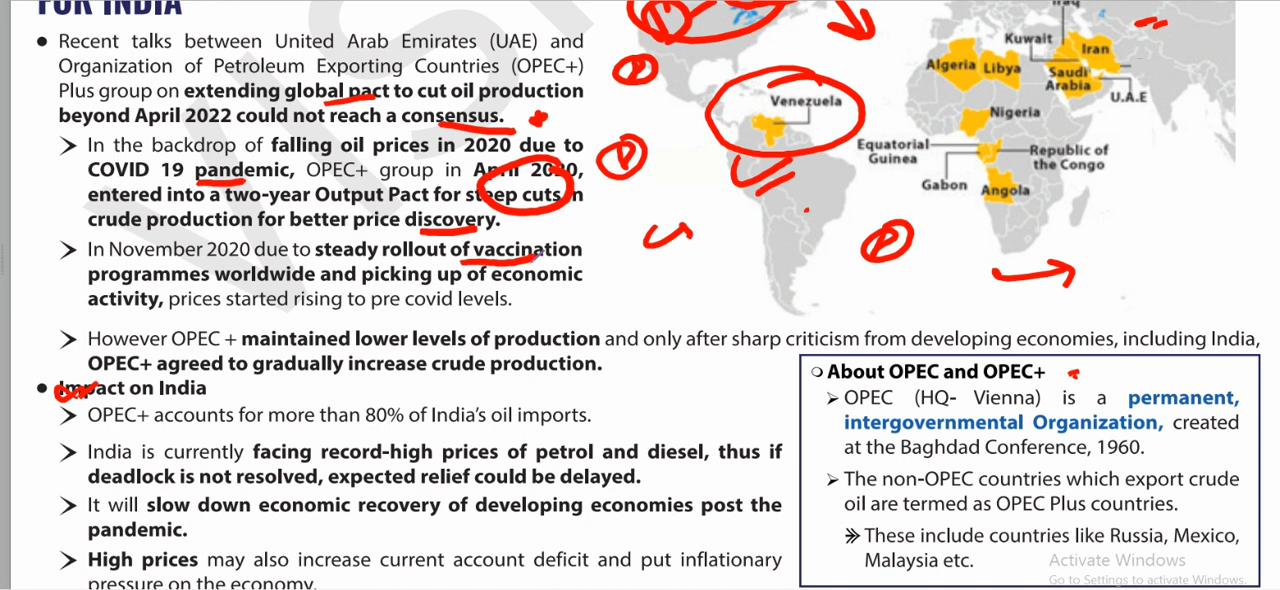 FOR INDIA
● Recent talks between United Arab Emirates (UAE) and
Organization of Petroleum Exporting Countries (OPEC+)
Plus group on extending global pact to cut oil production
beyond April 2022 could not reach a consensus.
➤ In the backdrop of falling oil prices in 2020 due to
COVID 19 pandemic, OPEC+ group in April 2020,
entered into a two-year Output Pact for steep cuts in
crude production for better price discovery.
➤ In November 2020 due to steady rollout of vaccination
programmes worldwide and picking up of economic
activity, prices started rising to pre covid levels.
➤ However OPEC + maintained lower levels of production and only after sharp criticism from developing economies, including India,
OPEC+ agreed to gradually increase crude production.
● Impact on India
➤ OPEC+ accounts for more than 80% of India's oil imports.
➤ India is currently facing record-high prices of petrol and diesel, thus if
deadlock is not resolved, expected relief could be delayed.
➤ It will slow down economic recovery of developing economies post the
pandemic.
➤ High prices may also increase current account deficit and put inflationary
pressure on the economy.
Iraq
Kuwait
Iran
Algeria
Libya
Saudi
Arabia
U.A.E
Venezuela
Nigeria
Equatorial
Guinea
Republic of
the Congo
Gabon
Angola
○ About OPEC and OPEC+
➤ OPEC (HQ- Vienna) is a permanent,
intergovernmental Organization, created
at the Baghdad Conference, 1960.
➤ The non-OPEC countries which export crude
oil are termed as OPEC Plus countries.
» These include countries like Russia, Mexico,
Malaysia etc.
Activate Windows
Go to Settings to activate Windows.